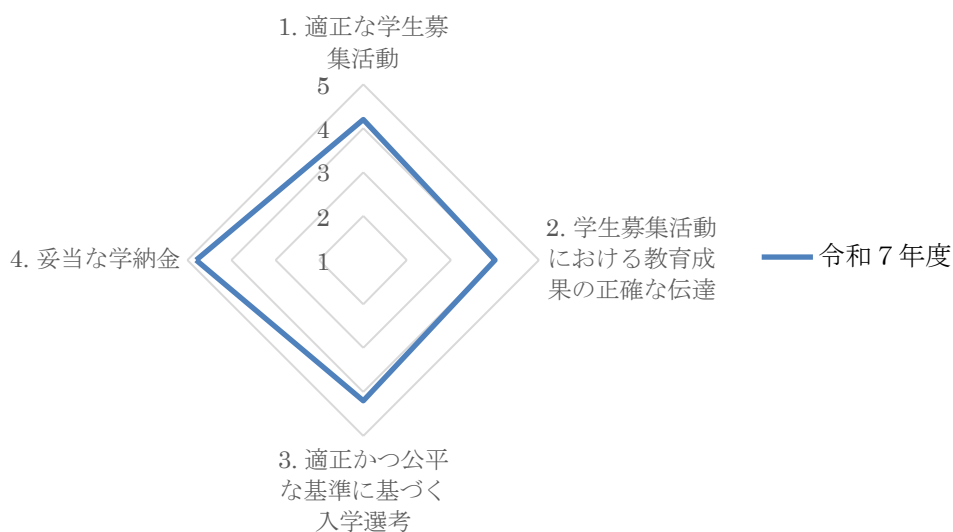 1. 適正な学生募
集活動
5
4
3
2
1
2. 学生募集活動
における教育成
果の正確な伝達
3. 適正かつ公平
な基準に基づく
入学選考
4. 妥当な学納金
令和７年度